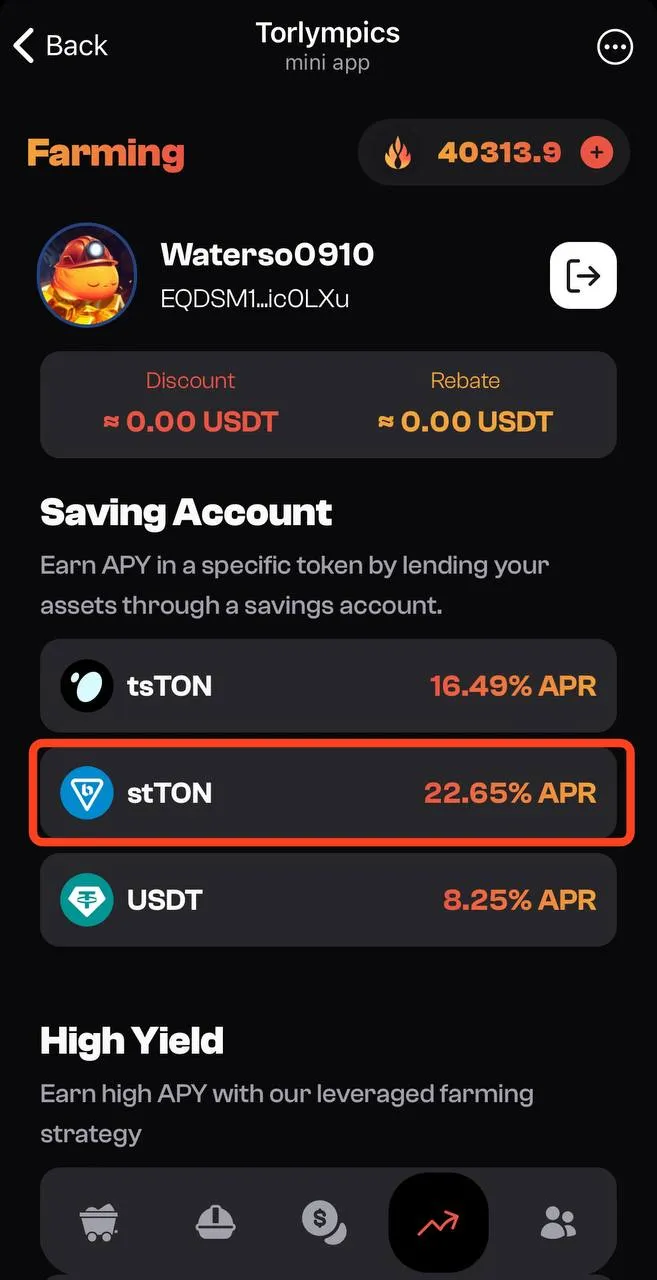 Back
Torlympics
mini app
Farming
40313.9 +
Waterso0910
EQDSM1...ic0LXu
Discount
Rebate
≈ 0.00 USDT
≈ 0.00 USDT
Saving Account
Earn APY in a specific token by lending your
assets through a savings account.
tsTON
16.49% APR
stTON
22.65% APR
USDT
8.25% APR
High Yield
Earn high APY with our leveraged farming
strategy